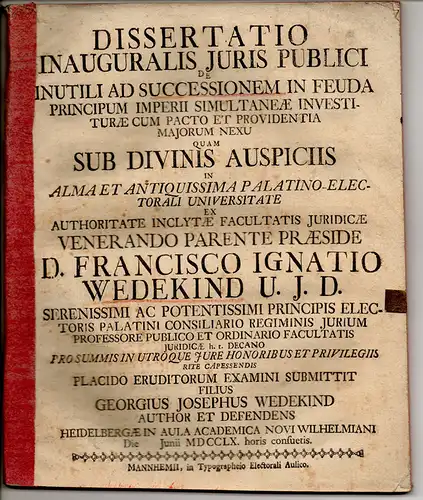 DISSERTATIO
INAUGURALIS JURIS PUBLICI
DE
INUTILI AD SUCCESSIONEM IN FEUDA
PRINCIPUM IMPERII SIMULTANEÆ INVESTI-
TURÆ CUM PACTO ET PROVIDENTIA
MAJORUM NEXU
QUAM
SUB DIVINIS AUSPICIIS
IN
ALMA ET ANTIQUISSIMA PALATINO-ELEC-
TORALI UNIVERSITATE
EX
AUTHORITATE INCLYTÆ FACULTATIS JURIDICÆ
VENERANDO PARENTE PRÆSIDE
D. FRANCISCO IGNATIO
WEDEKIND U. J. D.
SERENISSIMI AC POTENTISSIMI PRINCIPIS ELEC-
TORIS PALATINI CONSILIARIO REGIMINIS JURIUM
PROFESSORE PUBLICO ET ORDINARIO FACULTATIS
JURIDICÆ h. t. DECANO
PRO SUMMIS IN UTROQUE JURE HONORIBUS ET PRIVILEGIIS
RITE CAPESSENDIS
PLACIDO ERUDITORUM EXAMINI SUBMITTIT
FILIUS
GEORGIUS JOSEPHUS WEDEKIND
AUTHOR ET DEFENDENS
HEIDELBERGÆ IN AULA ACADEMICA NOVI WILHELMIANI
Die Junii MDCCLX. horis consuetis.
MANNHEMII, in Typographeio Electorali Aulico.